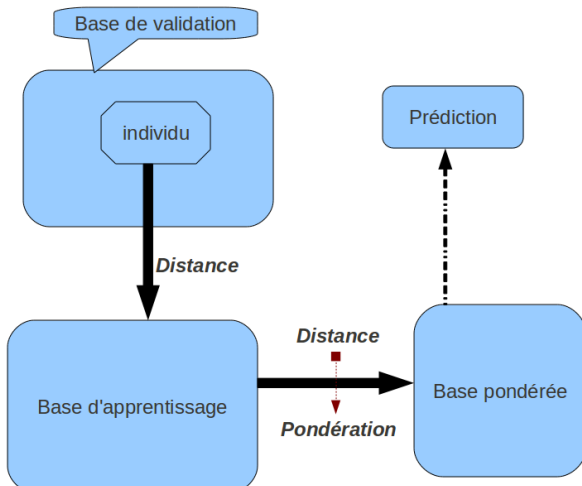 Base de validation
individu
Prédiction
Distance
Base d'apprentissage
Distance
Pondération
Base pondérée